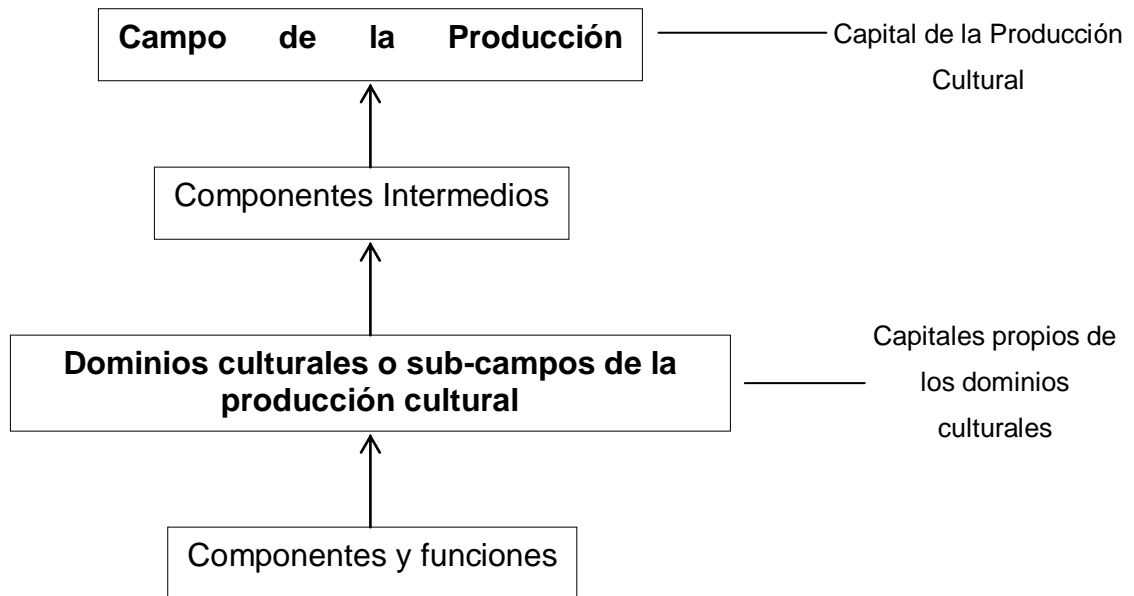 Campo de la Producción
Capital de la Producción
Cultural
Componentes Intermedios
Dominios culturales o sub-campos de la
producción cultural
Capitales propios de
los dominios
culturales
Componentes y funciones